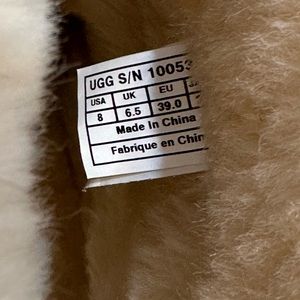 UGG S/N 10053
USA UK EU
8 6.5 39.0
Made In China
Fabrique en Chin